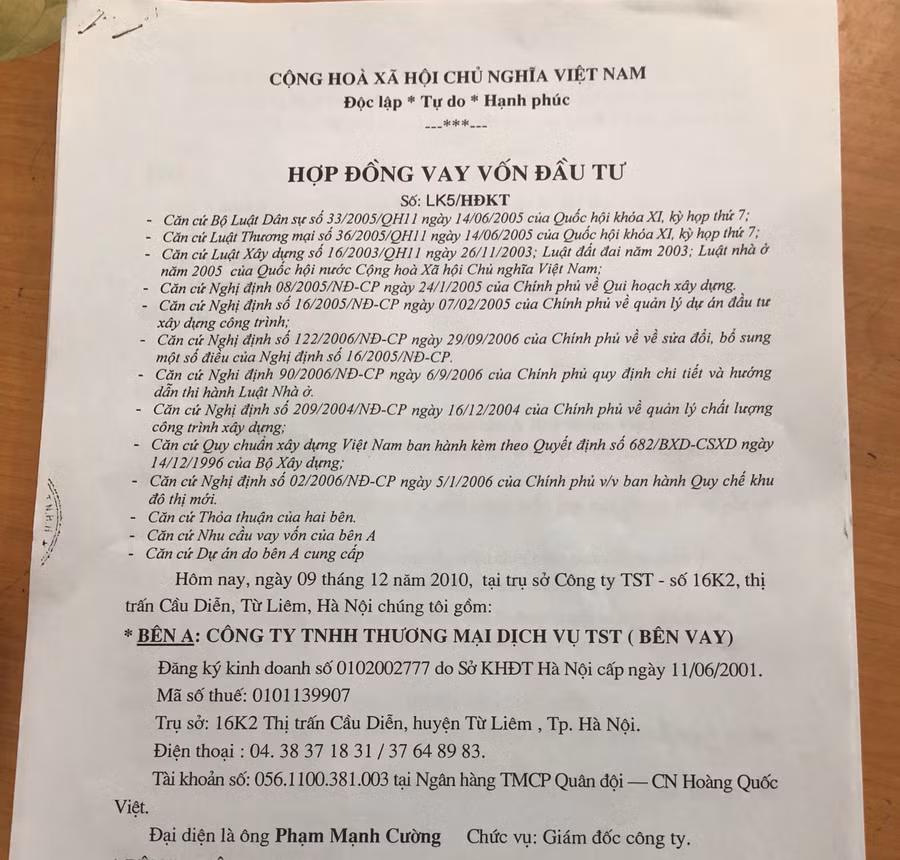 CỘNG HOÀ XÃ HỘI CHỦ NGHĨA VIỆT NAM
Độc lập * Tự do * Hạnh phúc
---***---
HỢP ĐỒNG VAY VỐN ĐẦU TƯ
Số: LK5/HĐKT
- Căn cứ Bộ Luật Dân sự số 33/2005/QH11 ngày 14/06/2005 của Quốc hội khóa XI, kỳ họp thứ 7;
- Căn cứ Luật Thương mại số 36/2005/QH11 ngày 14/06/2005 của Quốc hội khóa XI, kỳ họp thứ 7;
- Căn cứ Luật Xây dựng số 16/2003/QH11 ngày 26/11/2003; Luật đất đai năm 2003; Luật nhà ở
năm 2005 của Quốc hội nước Cộng hoà Xã hội Chủ nghĩa Việt Nam;
- Căn cứ Nghị định 08/2005/NĐ-CP ngày 24/1/2005 của Chính phủ về Qui hoạch xây dựng.
- Căn cứ Nghị định số 16/2005/NĐ-CP ngày 07/02/2005 của Chính phủ về quản lý dự án đầu tư
xây dựng công trình;
- Căn cứ Nghị định số 122/2006/NĐ-CP ngày 29/09/2006 của Chính phủ về về sửa đổi, bổ sung
một số điều của Nghị định số 16/2005/NĐ-CP.
- Căn cứ Nghi định 90/2006/NĐ-CP ngày 6/9/2006 của Chính phủ quy định chi tiết và hướng
dẫn thi hành Luật Nhà ở.
- Căn cứ Nghị định số 209/2004/NĐ-CP ngày 16/12/2004 của Chính phủ về quản lý chất lượng
công trình xây dựng;
- Căn cứ Quy chuẩn xây dựng Việt Nam ban hành kèm theo Quyết định số 682/BXD-CSXD ngày
14/12/1996 của Bộ Xây dựng;
- Căn cứ Nghị định số 02/2006/NĐ-CP ngày 5/1/2006 của Chính phủ v/v ban hành Quy chế khu
đô thị mới.
- Căn cứ Thỏa thuận của hai bên.
- Căn cứ Nhu cầu vay vốn của bên A
- Căn cứ Dự án do bên A cung cấp
Hôm nay, ngày 09 tháng 12 năm 2010, tại trụ sở Công ty TST - số 16K2, thị
trấn Cầu Diễn, Từ Liêm, Hà Nội chúng tôi gồm:
* BÊN A: CÔNG TY TNHH THƯƠNG MẠI DỊCH VỤ TST ( BÊN VAY)
Đăng ký kinh doanh số 0102002777 do Sở KHĐT Hà Nội cấp ngày 11/06/2001.
Mã số thuế: 0101139907
Trụ sở: 16K2 Thị trấn Cầu Diễn, huyện Từ Liêm , Tp. Hà Nội.
Điện thoại : 04. 38 37 18 31 / 37 64 89 83.
Tài khoản số: 056.1100.381.003 tại Ngân hàng TMCP Quân đội — CN Hoàng Quốc
Việt.
Đại diện là ông Phạm Mạnh Cường Chức vụ: Giám đốc công ty.